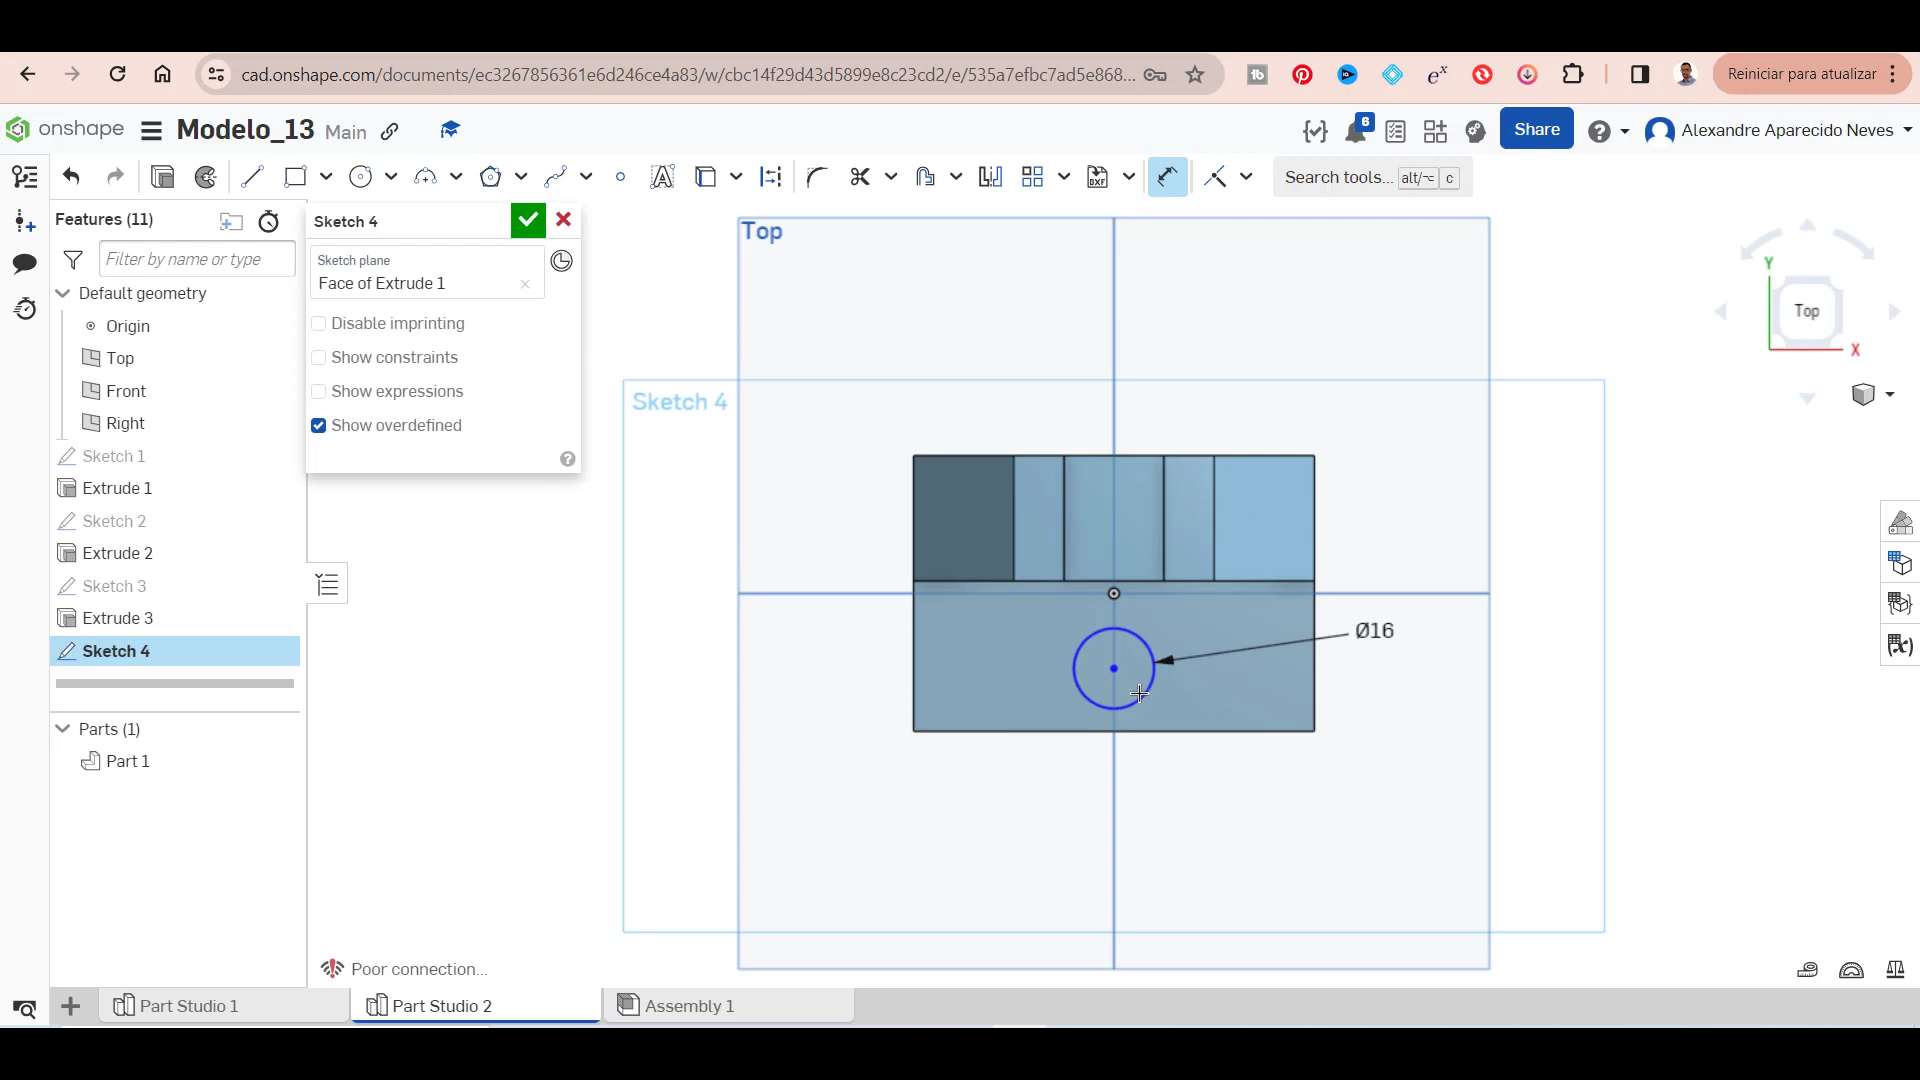 cad.onshape.com/documents/ec3267856361e6d246ce4a83/w/cbc14f29d43d5899e8c23cd2/e/535a7efbc7ad5e868...
Reiniciar para atualizar
onshape
Modelo_13 Main
6
Share
Alexandre Aparecido Neves
Search tools... alt/⌥ c
Features (11)
Filter by name or type
Default geometry
Origin
Top
Front
Right
Sketch 1
Extrude 1
Sketch 2
Extrude 2
Sketch 3
Extrude 3
Sketch 4
Parts (1)
Part 1
Sketch 4
Sketch plane
Face of Extrude 1
Disable imprinting
Show constraints
Show expressions
Show overdefined
Top
Sketch 4
Ø16
Y
Top
X
Poor connection...
Part Studio 1
Part Studio 2
Assembly 1